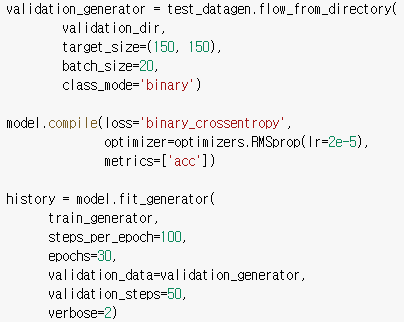 validation_generator = test_datagen.flow_from_directory(
        validation_dir,
        target_size=(150, 150),
        batch_size=20,
        class_mode='binary')

model.compile(loss='binary_crossentropy',
              optimizer=optimizers.RMSprop(lr=2e-5),
              metrics=['acc'])

history = model.fit_generator(
      train_generator,
      steps_per_epoch=100,
      epochs=30,
      validation_data=validation_generator,
      validation_steps=50,
      verbose=2)